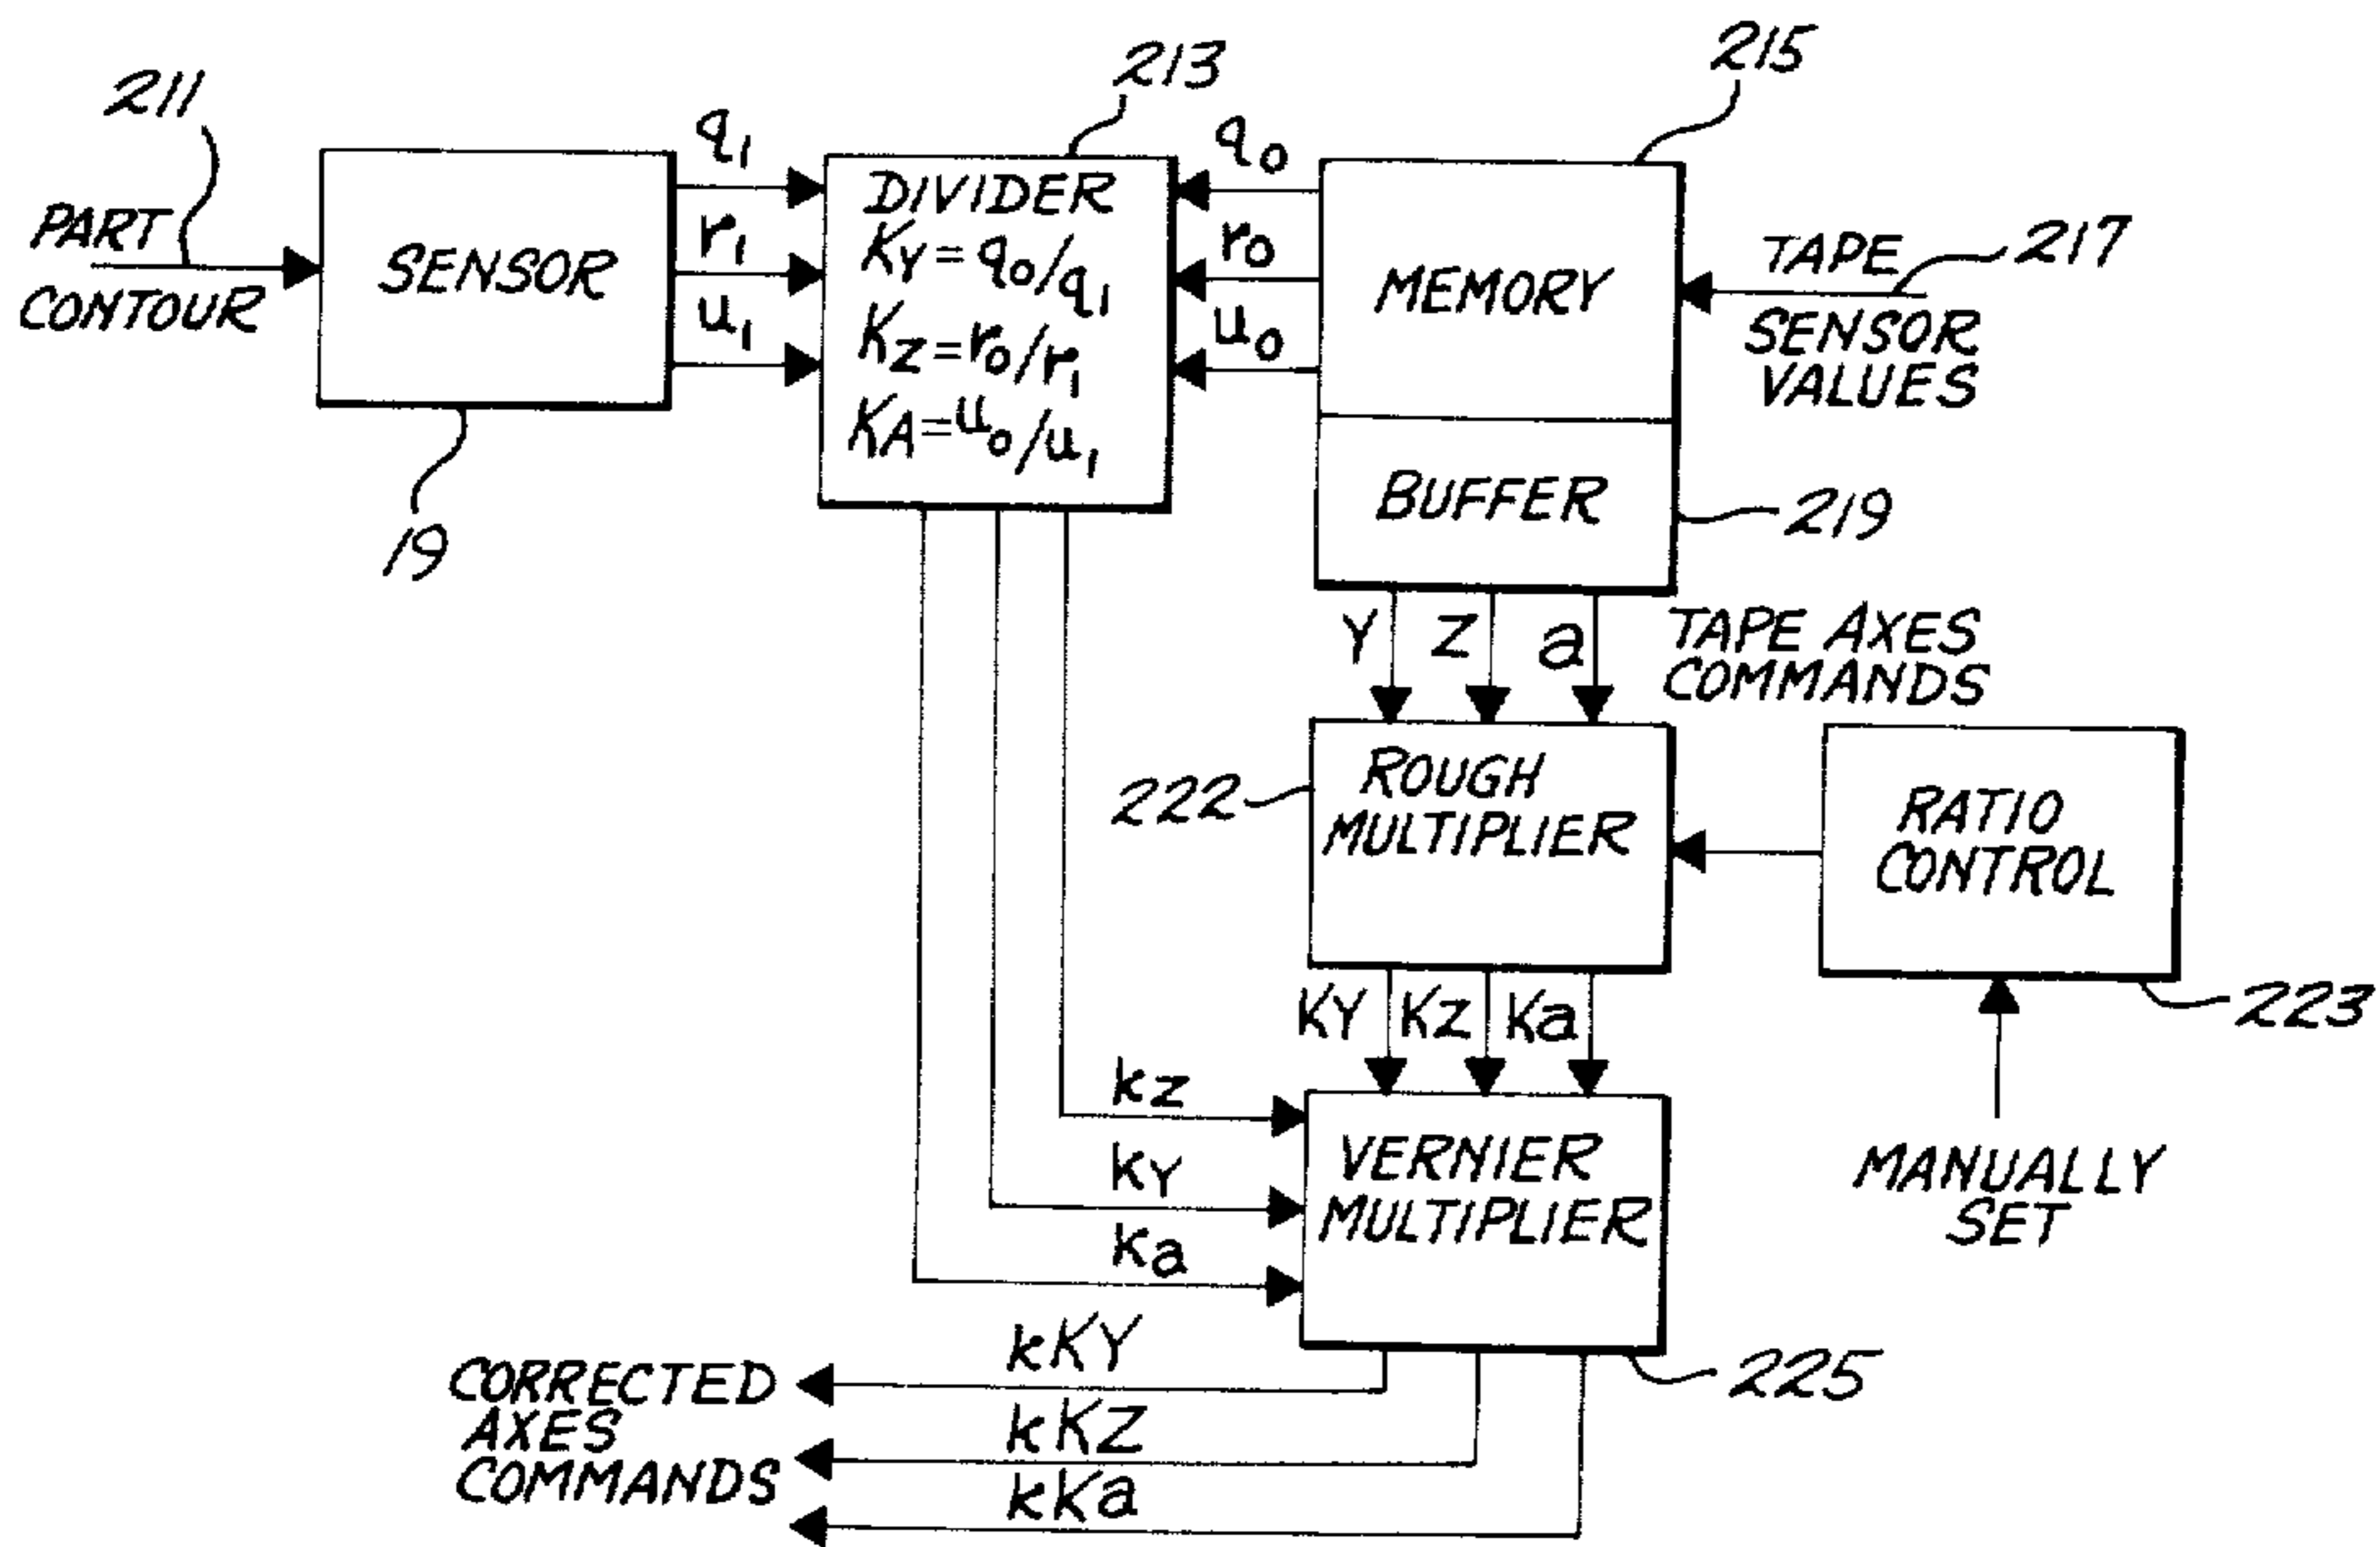 211
213
215
PART
CONTOUR
SENSOR
19
q₁
r₁
u₁
DIVIDER
KY = q₀/q₁
KZ = r₀/r₁
KA = u₀/u₁
q₀
r₀
u₀
MEMORY
TAPE
SENSOR
VALUES
217
BUFFER
219
Y Z a
TAPE AXES
COMMANDS
222
ROUGH
MULTIPLIER
RATIO
CONTROL
223
MANUALLY
SET
KY KZ Ka
kZ
kY
ka
VERNIER
MULTIPLIER
225
kKY
kKZ
kKa
CORRECTED
AXES
COMMANDS